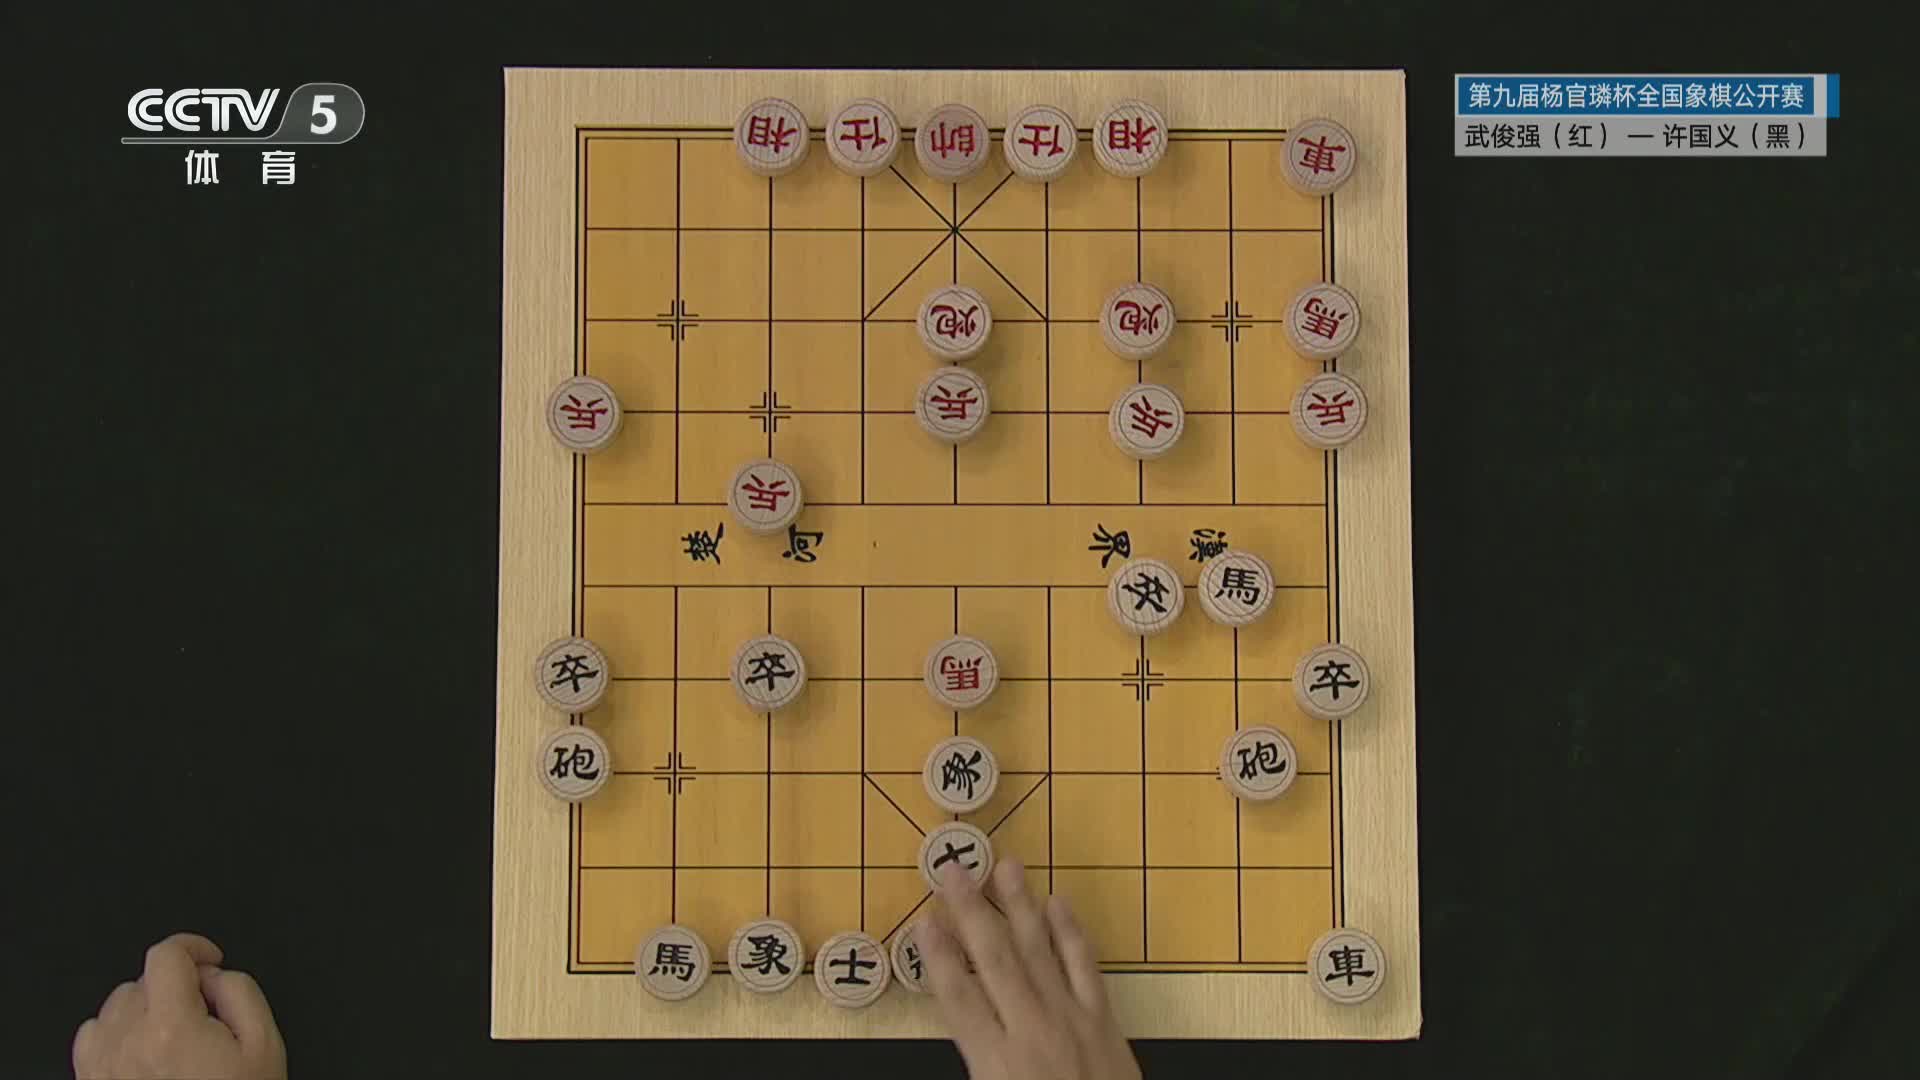 CCTV 5
体 育
第九届杨官璘杯全国象棋公开赛
武俊强（红）— 许国义（黑）
相 仕 帥 仕 相 車
炮 炮 馬
兵 兵 兵 兵
兵
楚 河 界 漢
卒 馬
卒 卒 馬 卒
砲 象 砲
士
馬 象 士 車